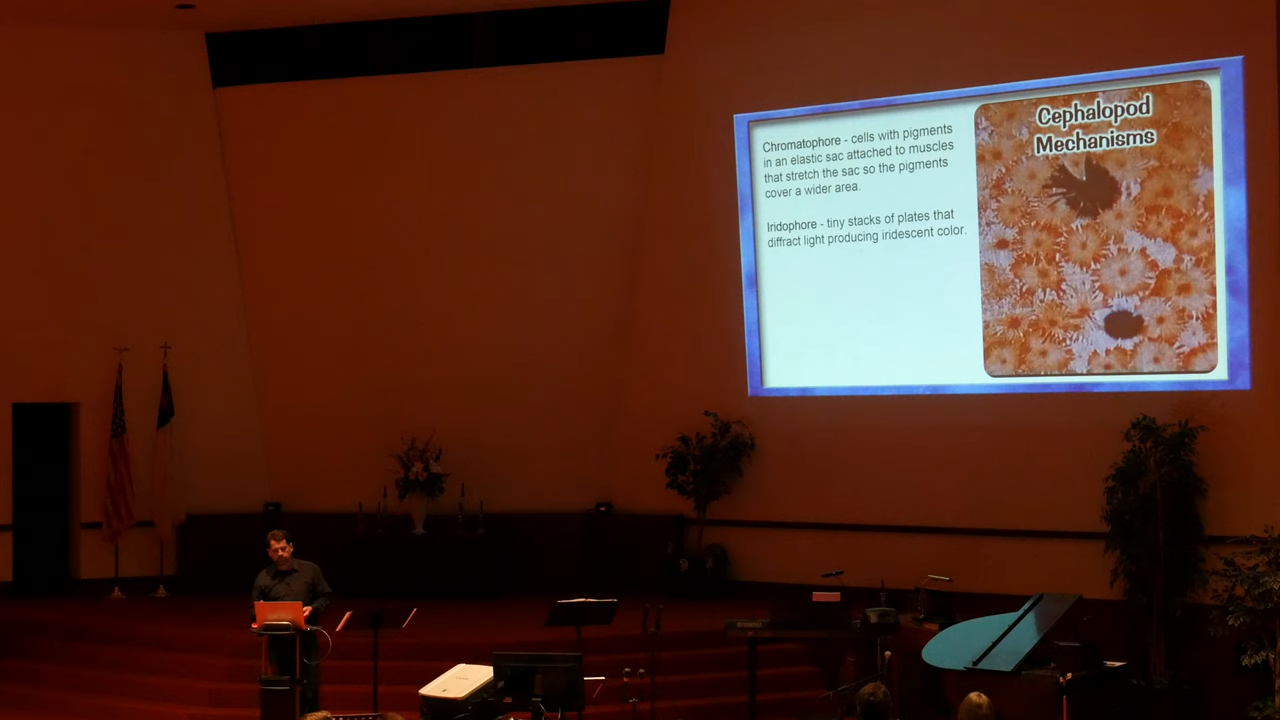 Cephalopod
Mechanisms
Chromatophore - cells with pigments
in an elastic sac attached to muscles
that stretch the sac so the pigments
cover a wider area.
Iridophore - tiny stacks of plates that
diffract light producing iridescent color.